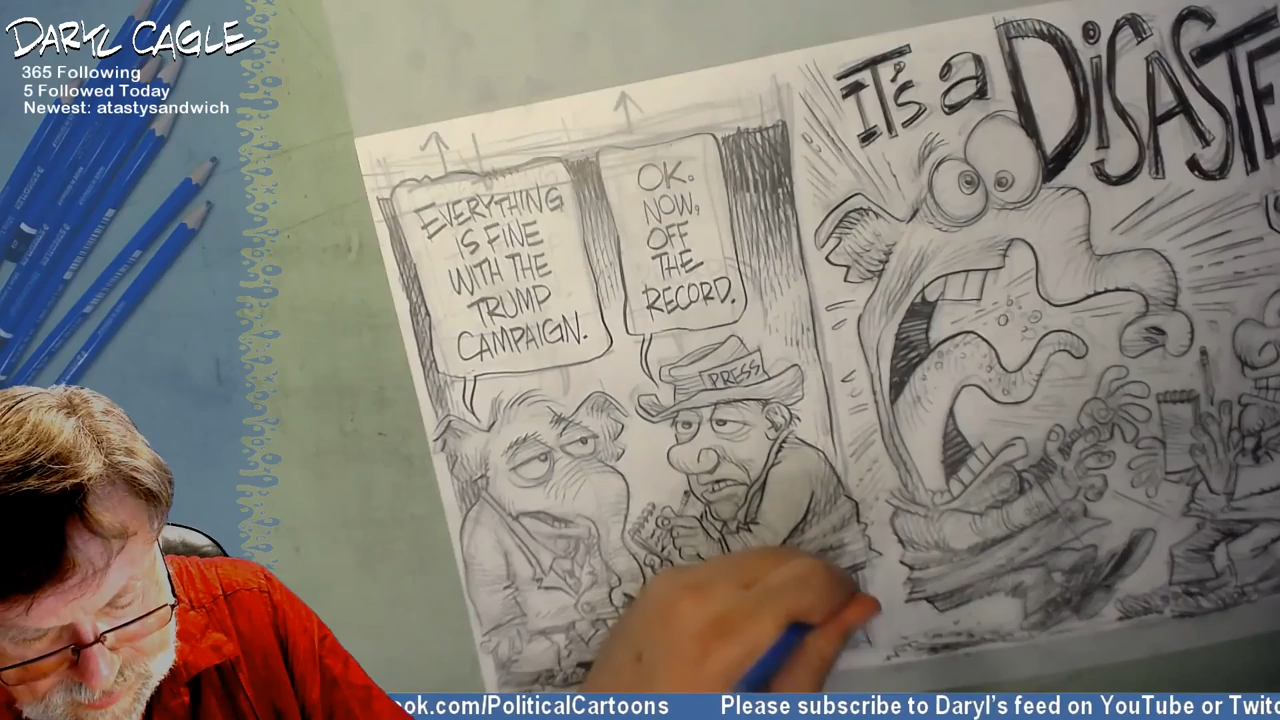 DARYL CAGLE
365 Following
5 Followed Today
Newest: atastysandwich
EVERYTHING
IS FINE
WITH THE
TRUMP
CAMPAIGN.
OK.
NOW,
OFF
THE
RECORD.
PRESS
IT'S a DiSASTE
ook.com/PoliticalCartoons
Please subscribe to Daryl's feed on YouTube or Twitc